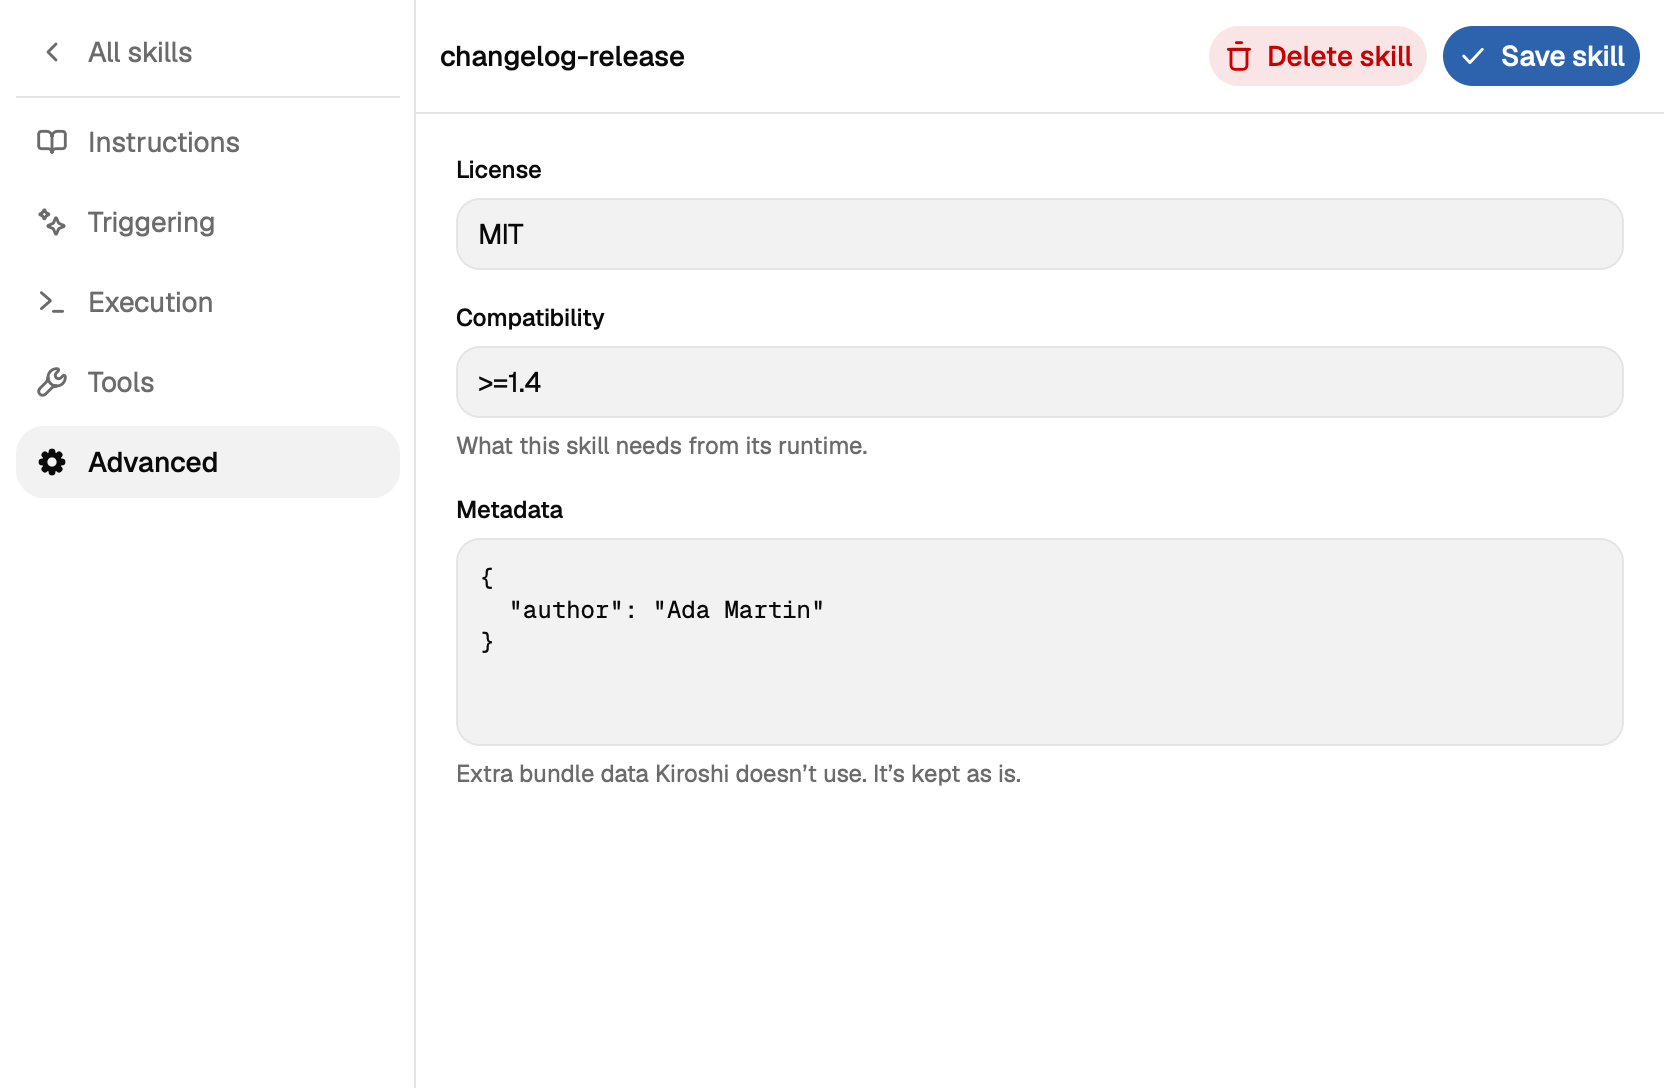 All skills
Instructions
Triggering
Execution
Tools
Advanced
changelog-release
Delete skill
Save skill
License
MIT
Compatibility
>=1.4
What this skill needs from its runtime.
Metadata
{
  "author": "Ada Martin"
}
Extra bundle data Kiroshi doesn’t use. It’s kept as is.